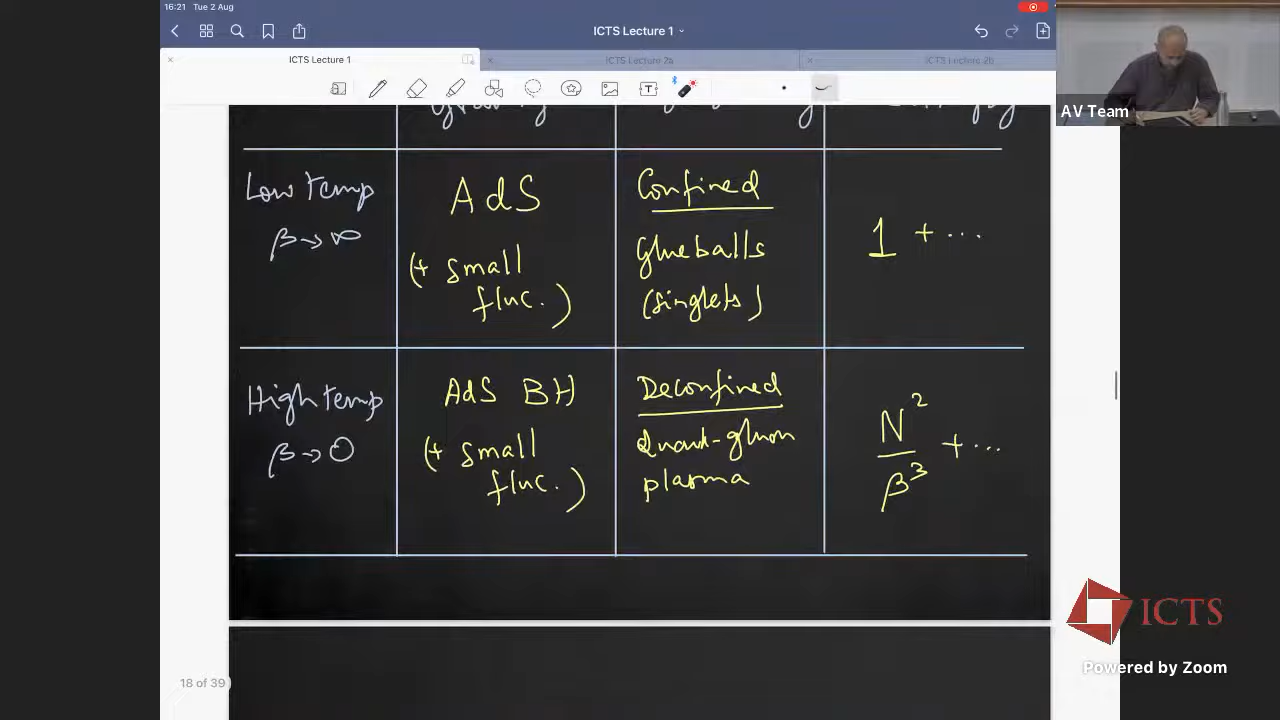 16:21 Tue 2 Aug
ICTS Lecture 1
ICTS Lecture 1
ICTS Lecture 2a
ICTS Lecture 2b
AV Team
Low temp
β→∞
AdS
(+ small
fluc.)
Confined
Glueballs
(singlets)
1 + ...
High temp
β→0
AdS BH
(+ small
fluc.)
Deconfined
Quark-gluon
plasma
N²/β³ + ...
18 of 39
ICTS
Powered by Zoom